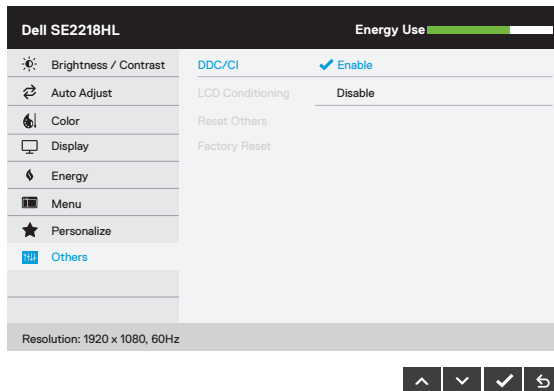 Dell SE2218HL
Energy Use
Brightness / Contrast
Auto Adjust
Color
Display
Energy
Menu
Personalize
Others
DDC/CI
LCD Conditioning
Reset Others
Factory Reset
Enable
Disable
Resolution: 1920 x 1080, 60Hz